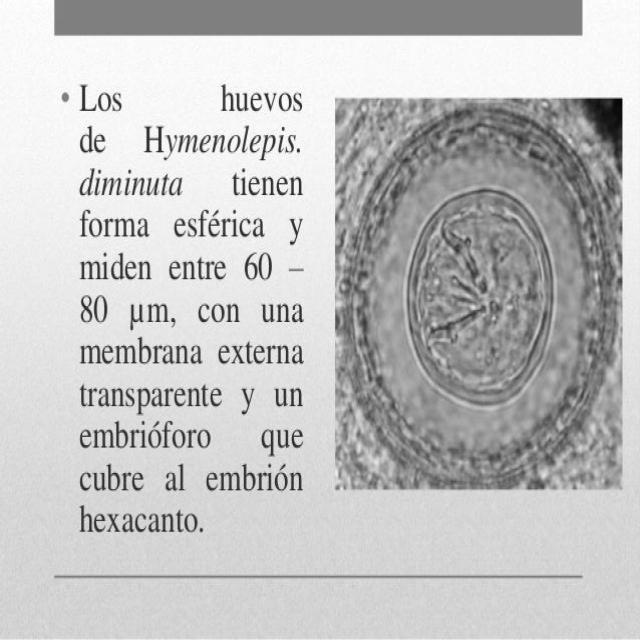 • Los huevos
de Hymenolepis.
diminuta tienen
forma esférica y
miden entre 60 –
80 µm, con una
membrana externa
transparente y un
embrióforo que
cubre al embrión
hexacanto.